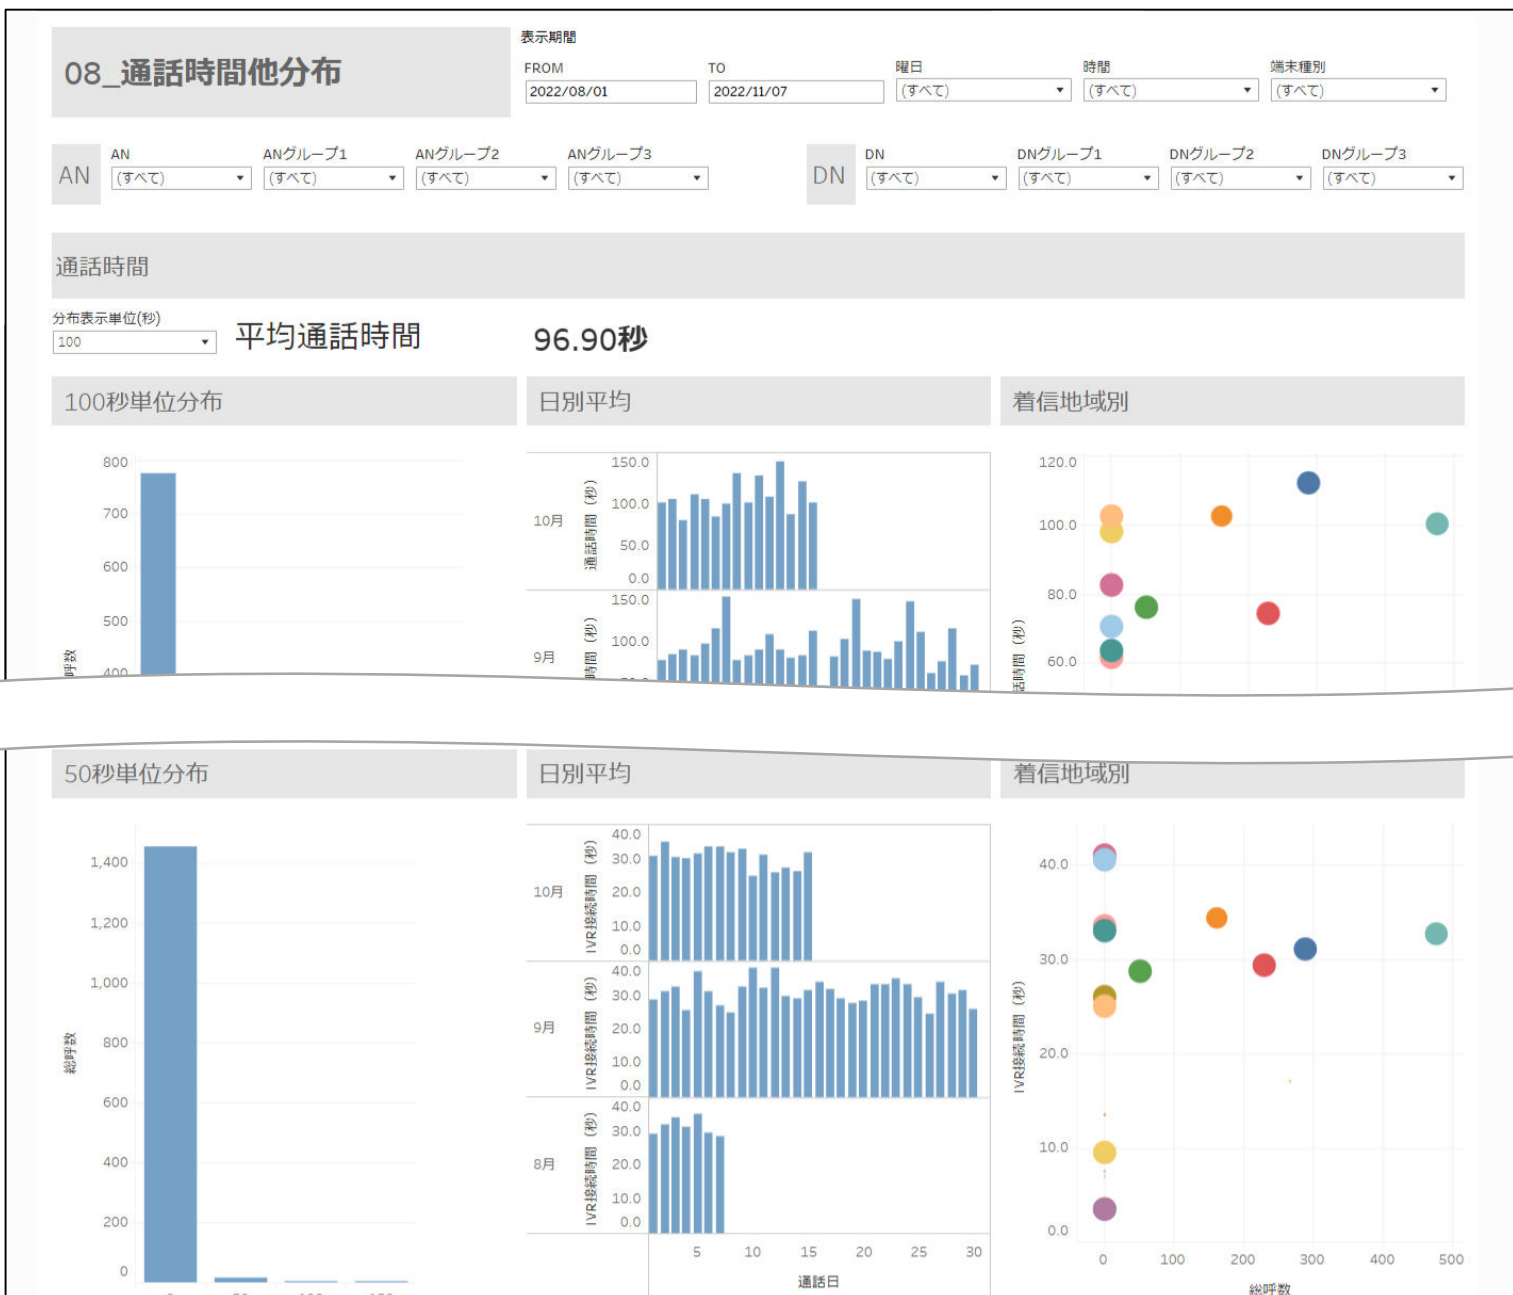 08_通話時間他分布
表示期間
FROM
TO
曜日
時間
端末種別
2022/08/01
2022/11/07
(すべて)
(すべて)
(すべて)
AN
AN
ANグループ1
ANグループ2
ANグループ3
(すべて)
(すべて)
(すべて)
(すべて)
DN
DN
DNグループ1
DNグループ2
DNグループ3
(すべて)
(すべて)
(すべて)
(すべて)
通話時間
分布表示単位(秒)
100
平均通話時間
96.90秒
100秒単位分布
日別平均
着信地域別
800
700
600
500
400
呼数
10月
通話時間 (秒)
150.0
100.0
50.0
0.0
9月
時間 (秒)
150.0
100.0
120.0
100.0
80.0
60.0
話時間 (秒)
50秒単位分布
日別平均
着信地域別
1,400
1,200
1,000
800
600
400
200
0
総呼数
10月
IVR接続時間 (秒)
40.0
30.0
20.0
10.0
0.0
9月
IVR接続時間 (秒)
40.0
30.0
20.0
10.0
0.0
8月
IVR接続時間 (秒)
40.0
30.0
20.0
10.0
0.0
5
10
15
20
25
30
通話日
40.0
30.0
20.0
10.0
0.0
IVR接続時間 (秒)
0
100
200
300
400
500
総呼数